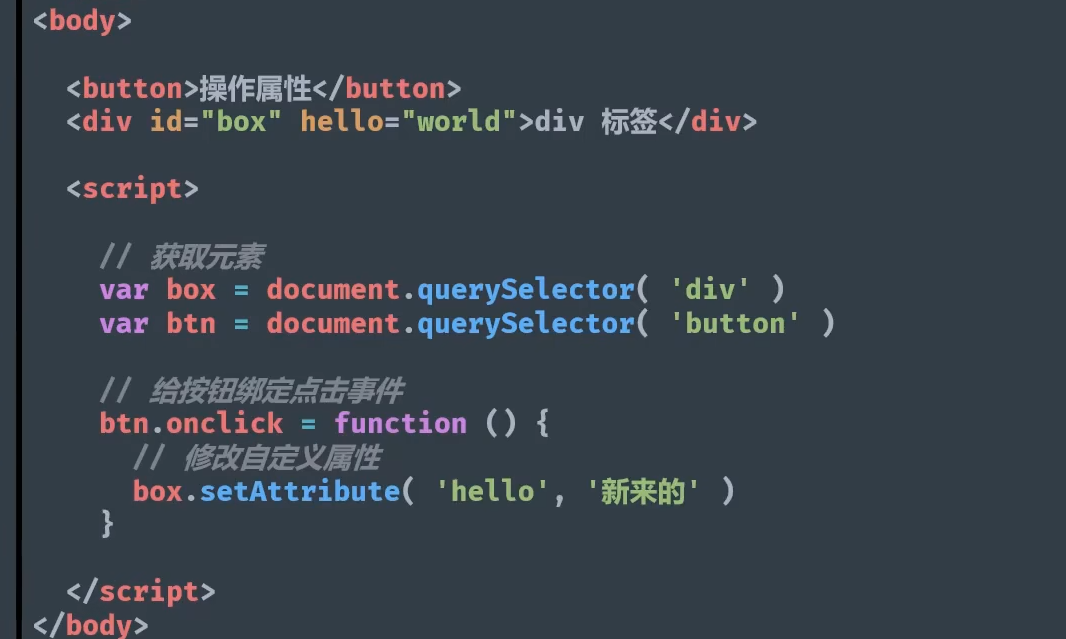 <body>
<button>操作属性</button>
<div id="box" hello="world">div 标签</div>
<script>
// 获取元素
var box = document.querySelector( 'div' )
var btn = document.querySelector( 'button' )
// 给按钮绑定点击事件
btn.onclick = function () {
// 修改自定义属性
box.setAttribute( 'hello', '新来的' )
}
</script>
</body>